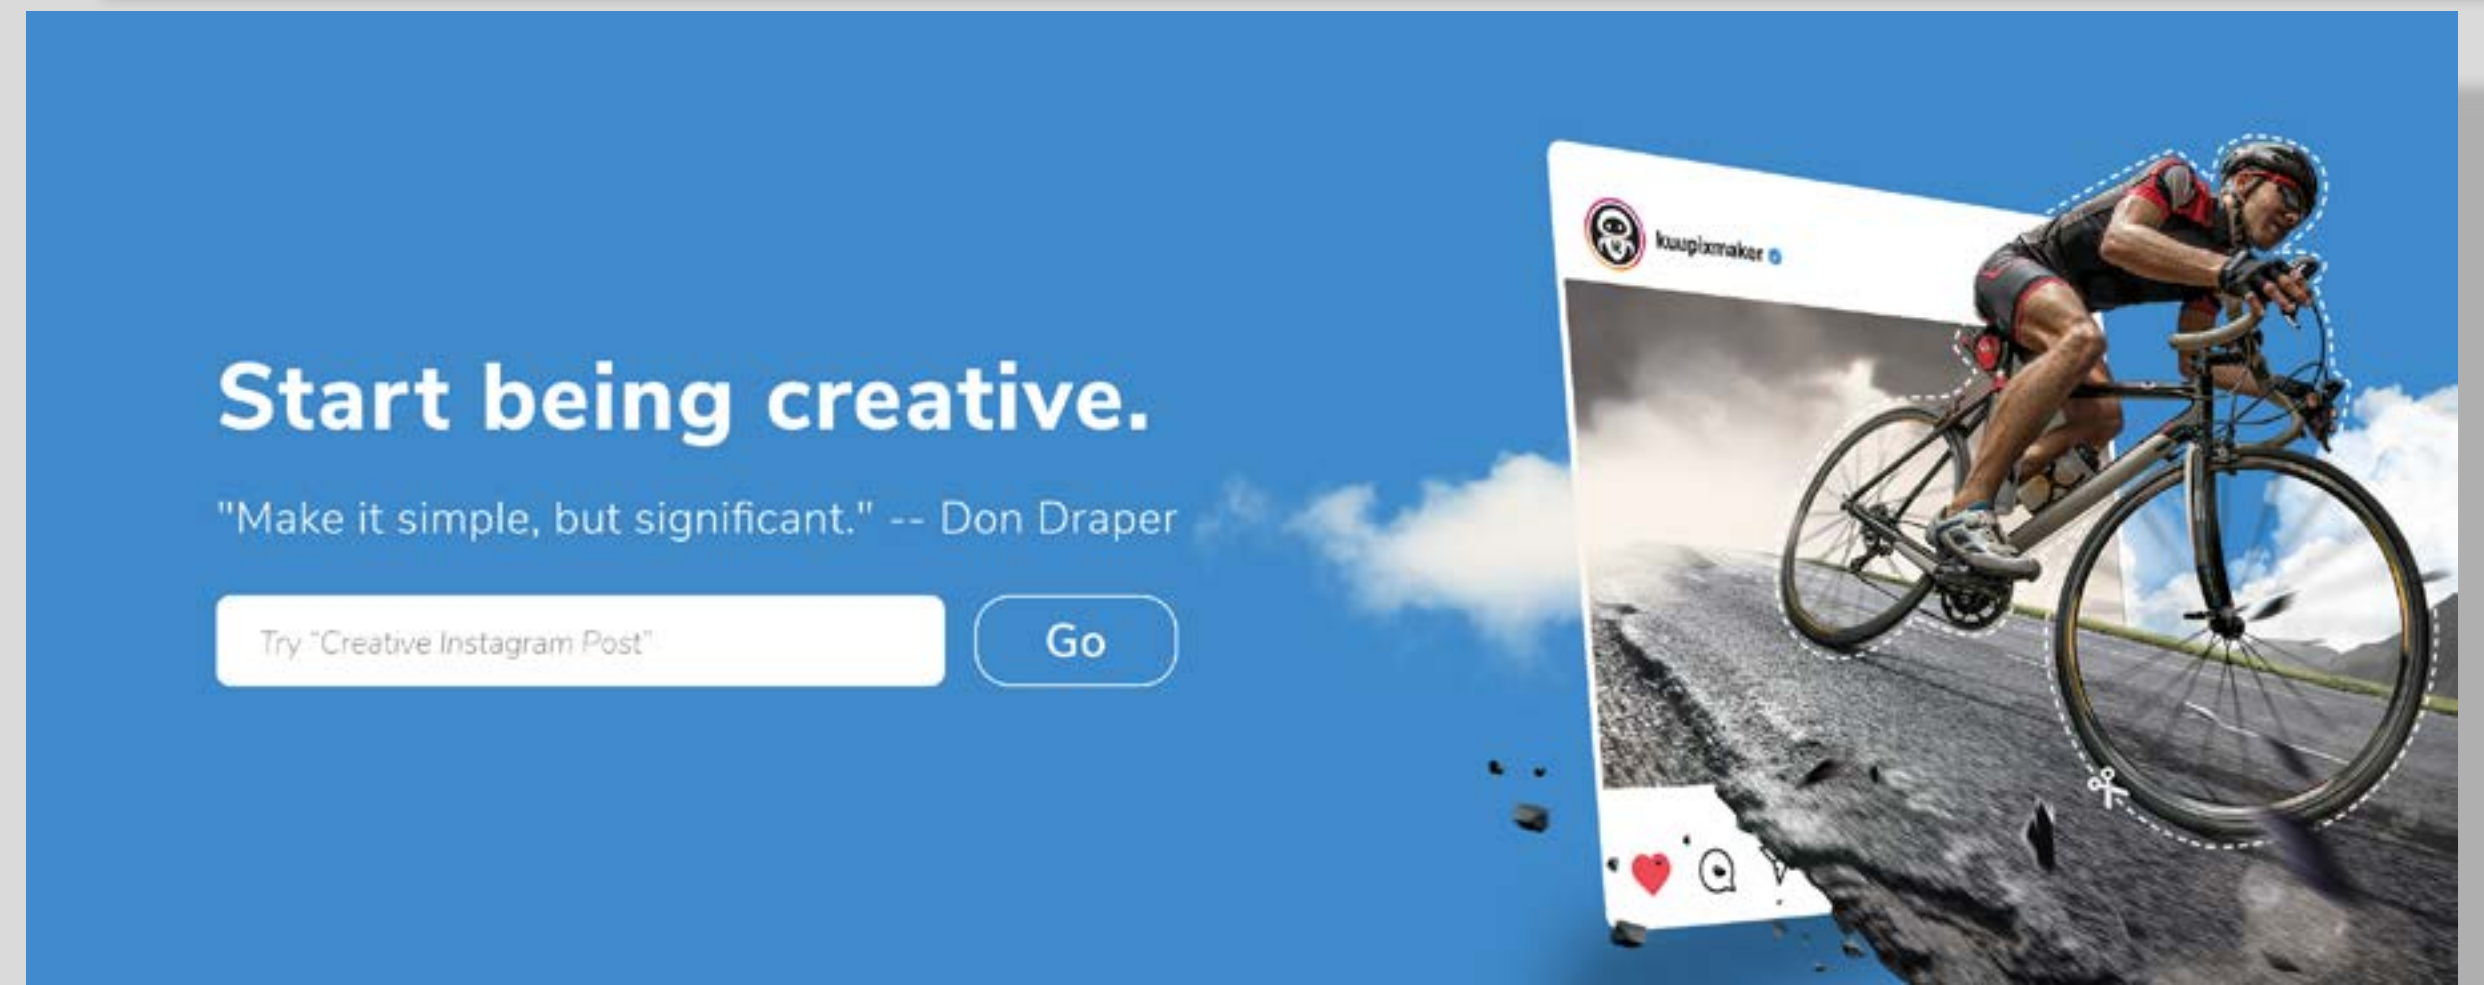 Start being creative.
"Make it simple, but significant." -- Don Draper
Try "Creative Instagram Post"
Go
kuupixmaker